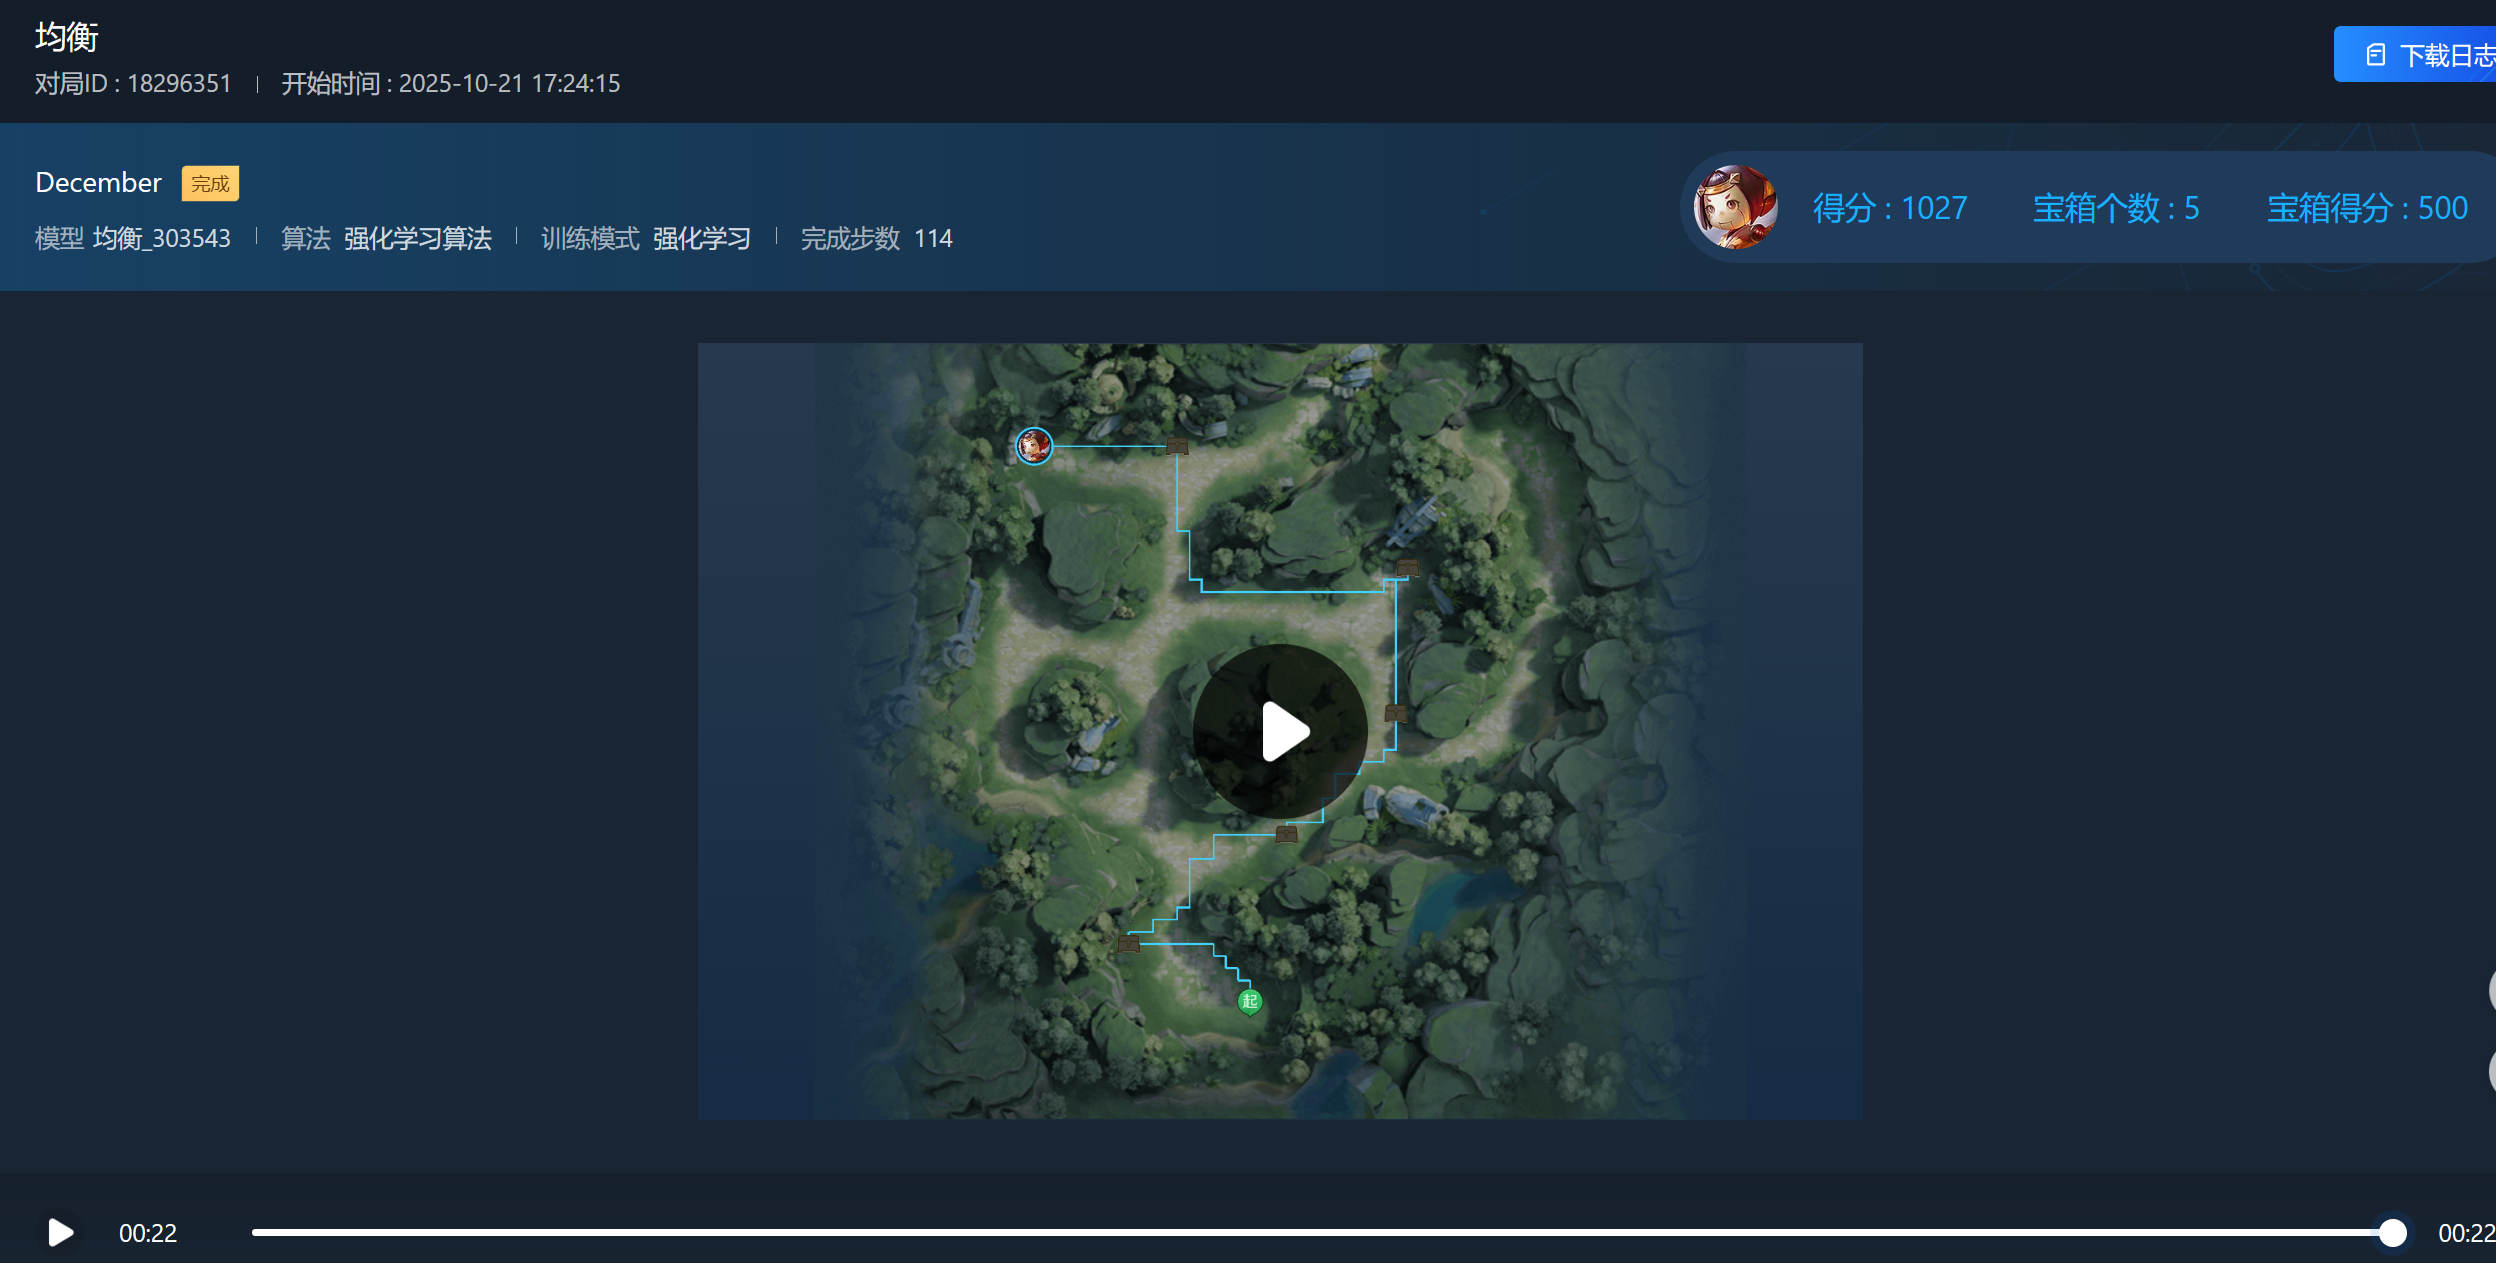 均衡
下载日志
对局ID : 18296351
开始时间 : 2025-10-21 17:24:15
December 完成
模型 均衡_303543
算法 强化学习算法
训练模式 强化学习
完成步数 114
得分 : 1027
宝箱个数 : 5
宝箱得分 : 500
起
00:22
00:22